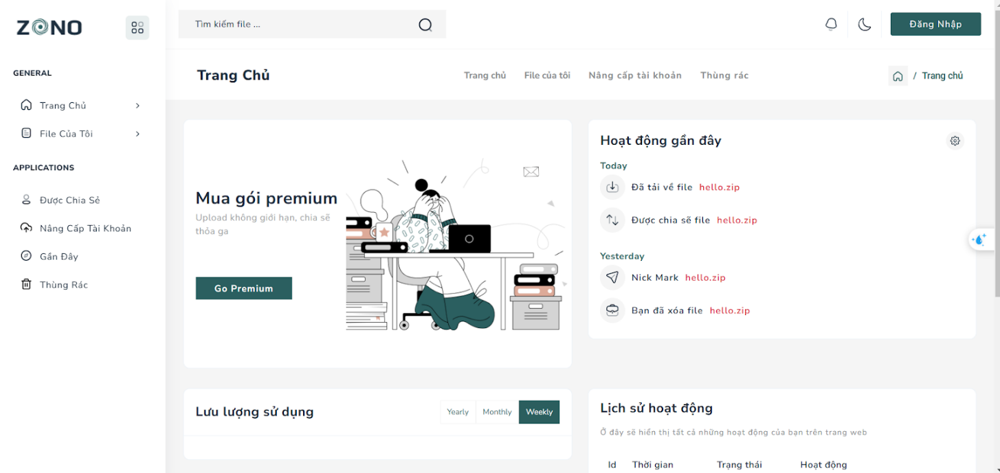 ZONO
Tìm kiếm file ...
Đăng Nhập
GENERAL
Trang Chủ
File Của Tôi
APPLICATIONS
Được Chia Sẻ
Nâng Cấp Tài Khoản
Gần Đây
Thùng Rác
Trang Chủ
Trang chủ
File của tôi
Nâng cấp tài khoản
Thùng rác
/ Trang chủ
Mua gói premium
Upload không giới hạn, chia sẽ
thỏa ga
Go Premium
Hoạt động gần đây
Today
Đã tải về file hello.zip
Được chia sẽ file hello.zip
Yesterday
Nick Mark hello.zip
Bạn đã xóa file hello.zip
Lưu lượng sử dụng
Yearly
Monthly
Weekly
Lịch sử hoạt động
Ở đây sẽ hiển thị tất cả những hoạt động của bạn trên trang web
Id Thời gian Trạng thái Hoạt động